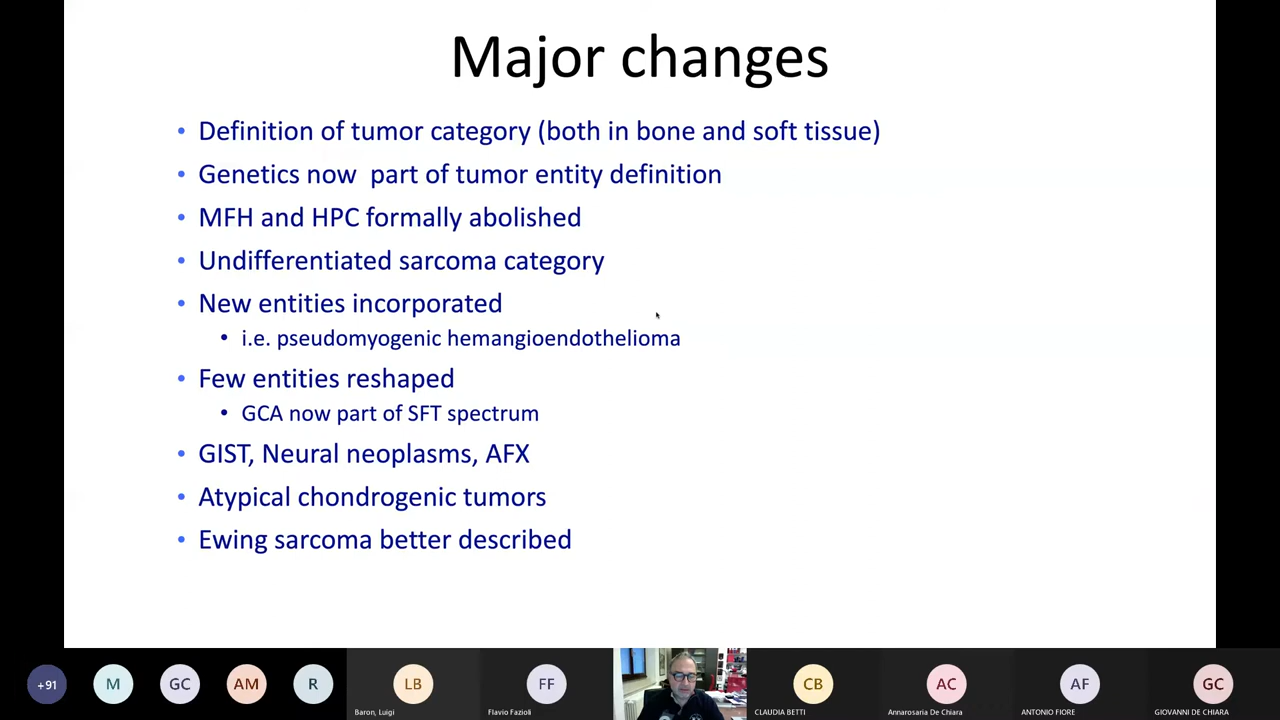 Major changes
• Definition of tumor category (both in bone and soft tissue)
• Genetics now part of tumor entity definition
• MFH and HPC formally abolished
• Undifferentiated sarcoma category
• New entities incorporated
• i.e. pseudomyogenic hemangioendothelioma
• Few entities reshaped
• GCA now part of SFT spectrum
• GIST, Neural neoplasms, AFX
• Atypical chondrogenic tumors
• Ewing sarcoma better described
+91 M GC AM R LB FF CB AC AF GC
Baron, Luigi Flavio Fazioli CLAUDIA BETTI Annarosaria De Chiara ANTONIO FIORE GIOVANNI DE CHIARA